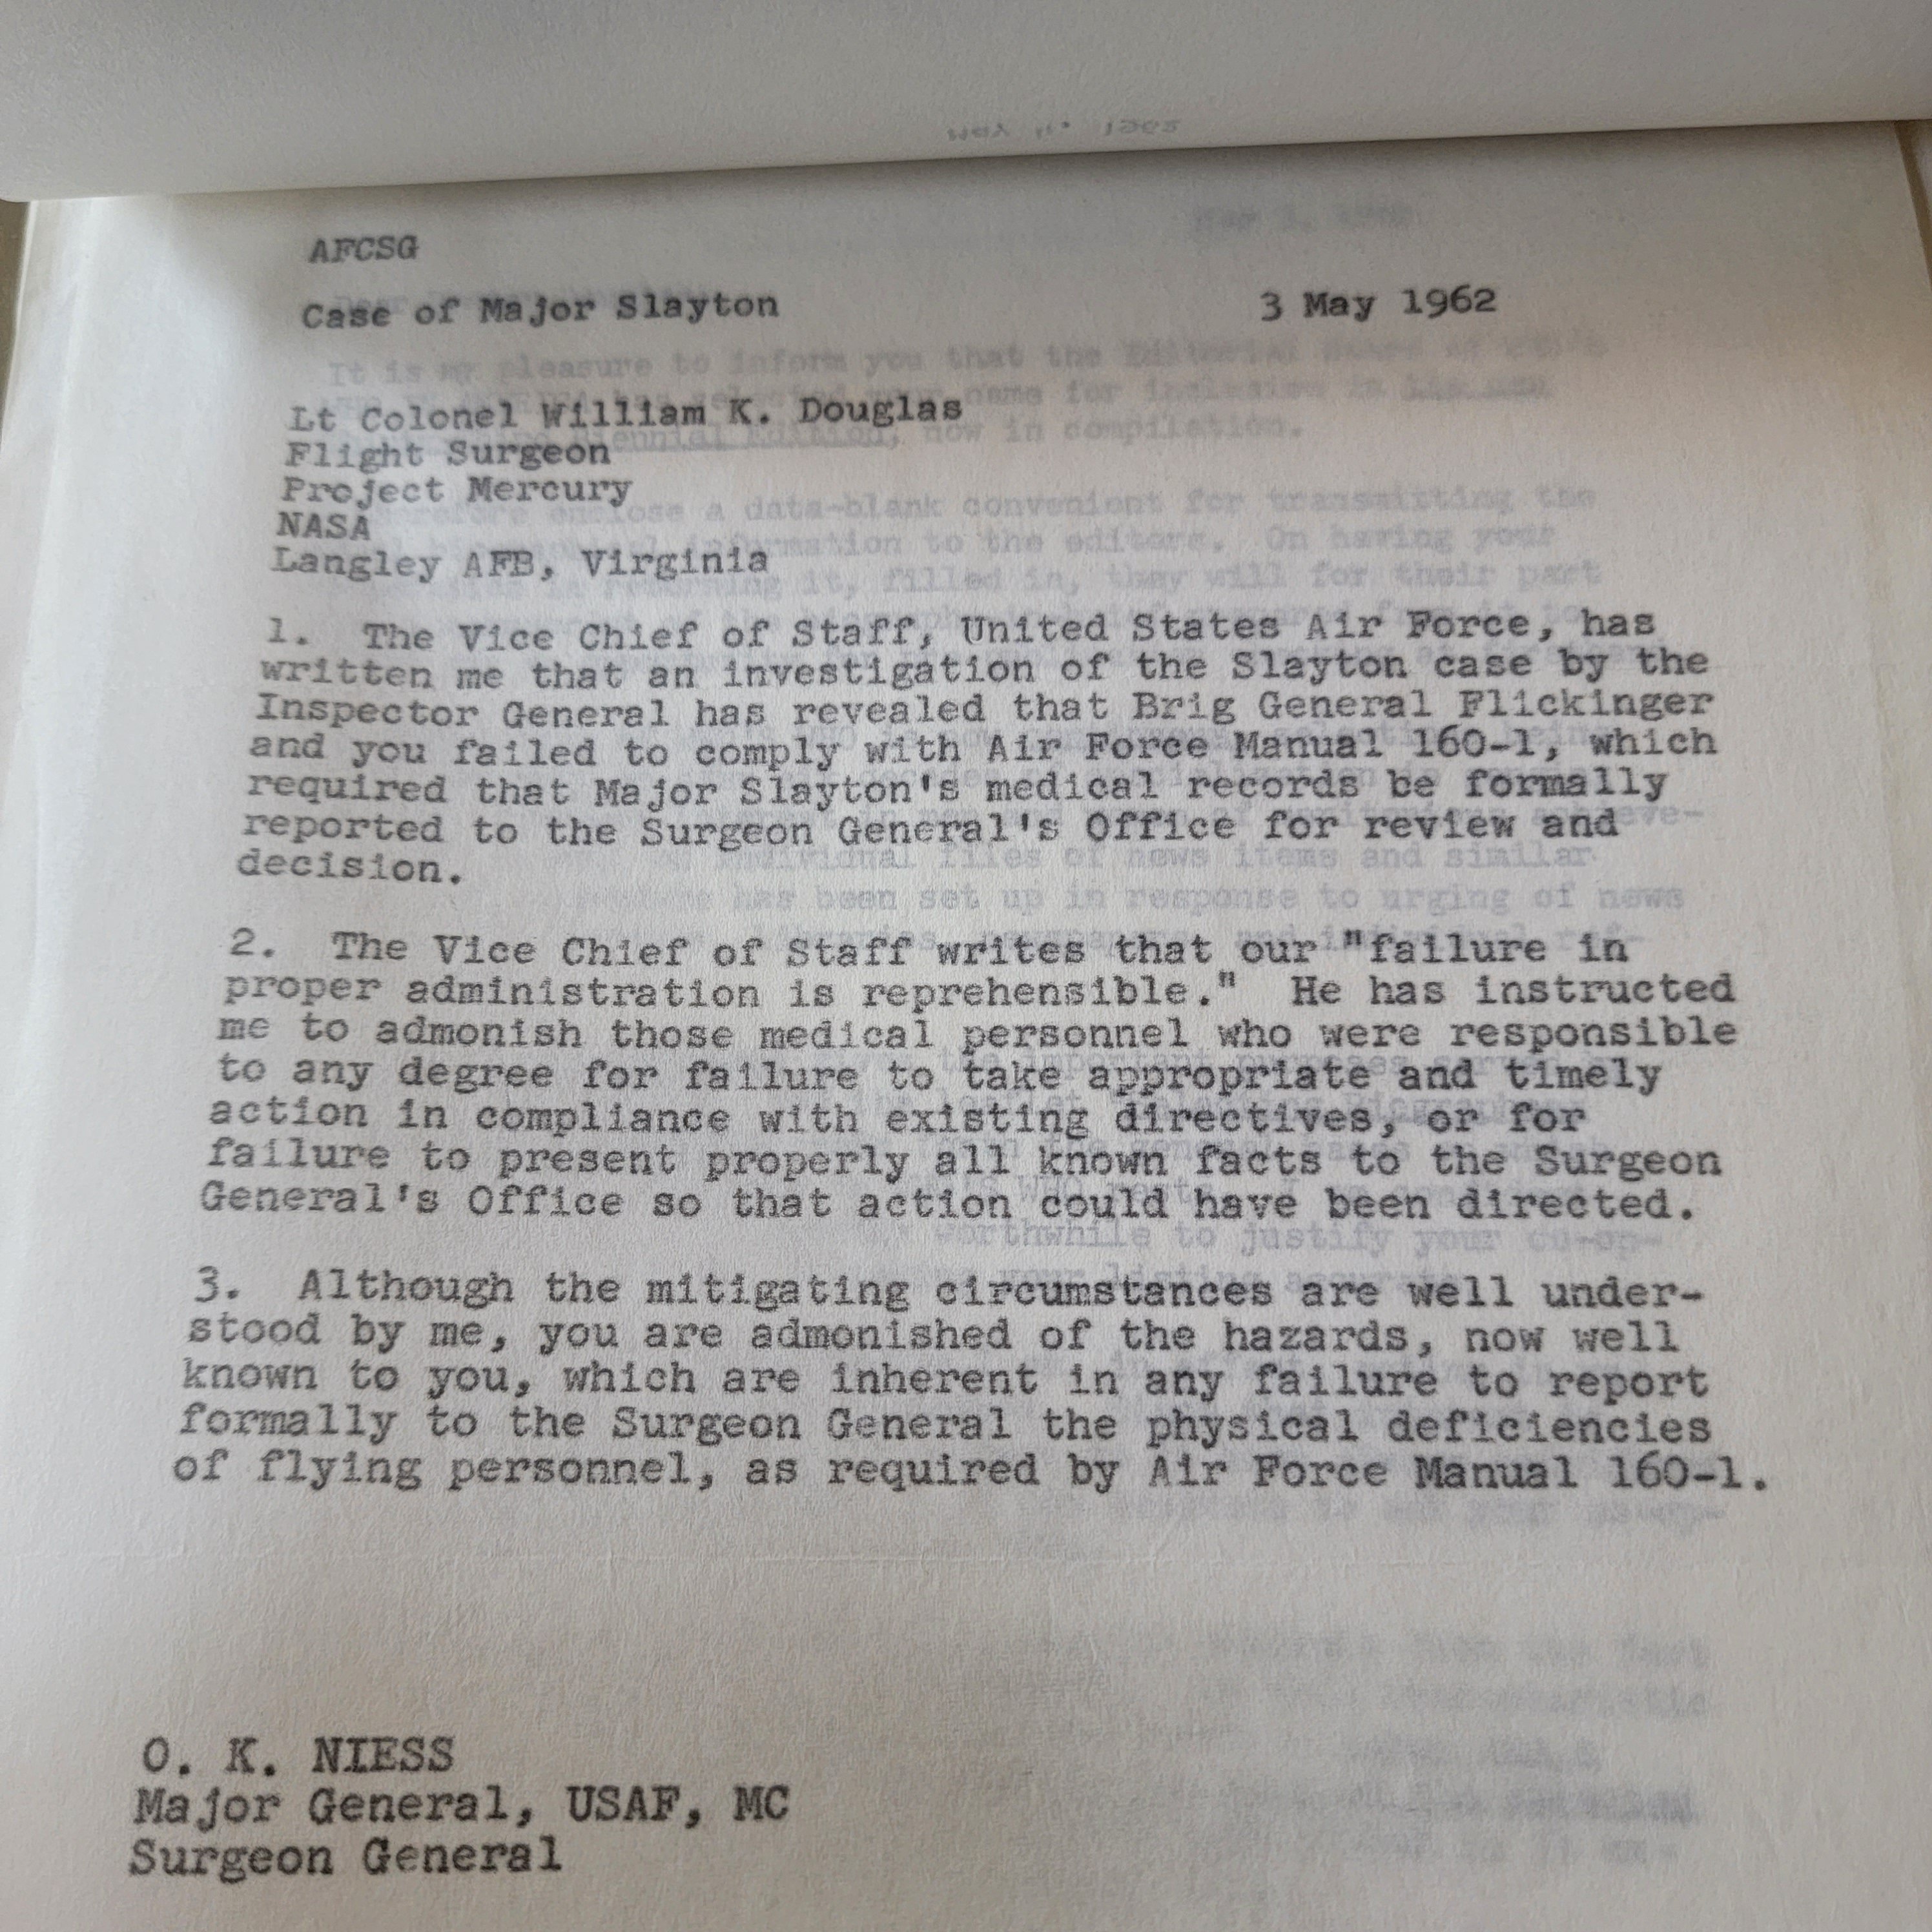 AFCSG
Case of Major Slayton 3 May 1962
Lt Colonel William K. Douglas
Flight Surgeon
Project Mercury
NASA
Langley AFB, Virginia
1. The Vice Chief of Staff, United States Air Force, has
written me that an investigation of the Slayton case by the
Inspector General has revealed that Brig General Flickinger
and you failed to comply with Air Force Manual 160-1, which
required that Major Slayton's medical records be formally
reported to the Surgeon General's Office for review and
decision.
2. The Vice Chief of Staff writes that our "failure in
proper administration is reprehensible." He has instructed
me to admonish those medical personnel who were responsible
to any degree for failure to take appropriate and timely
action in compliance with existing directives, or for
failure to present properly all known facts to the Surgeon
General's Office so that action could have been directed.
3. Although the mitigating circumstances are well under-
stood by me, you are admonished of the hazards, now well
known to you, which are inherent in any failure to report
formally to the Surgeon General the physical deficiencies
of flying personnel, as required by Air Force Manual 160-1.
O. K. NIESS
Major General, USAF, MC
Surgeon General